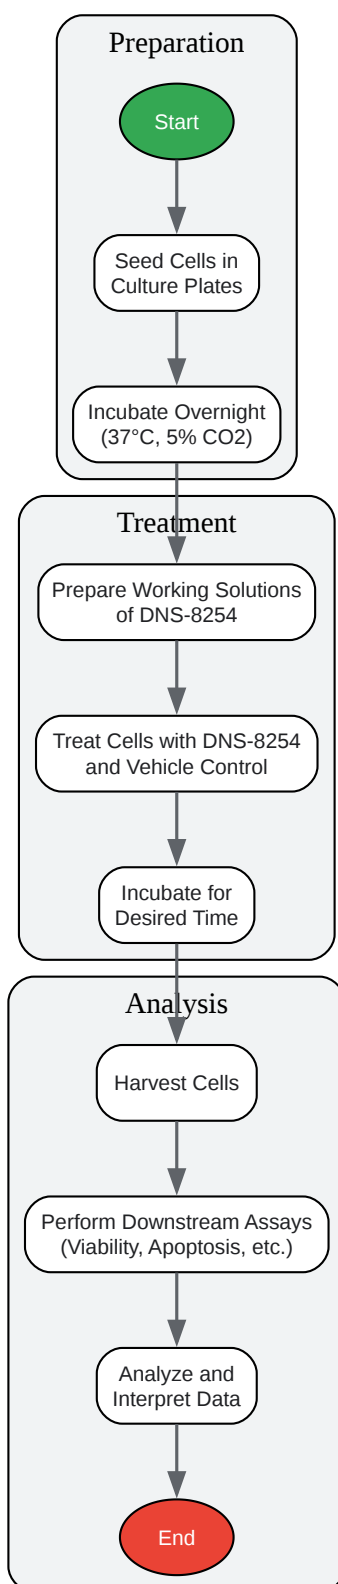 Preparation
Start
Seed Cells in
Culture Plates
Incubate Overnight
(37°C, 5% CO2)
Treatment
Prepare Working Solutions
of DNS-8254
Treat Cells with DNS-8254
and Vehicle Control
Incubate for
Desired Time
Analysis
Harvest Cells
Perform Downstream Assays
(Viability, Apoptosis, etc.)
Analyze and
Interpret Data
End